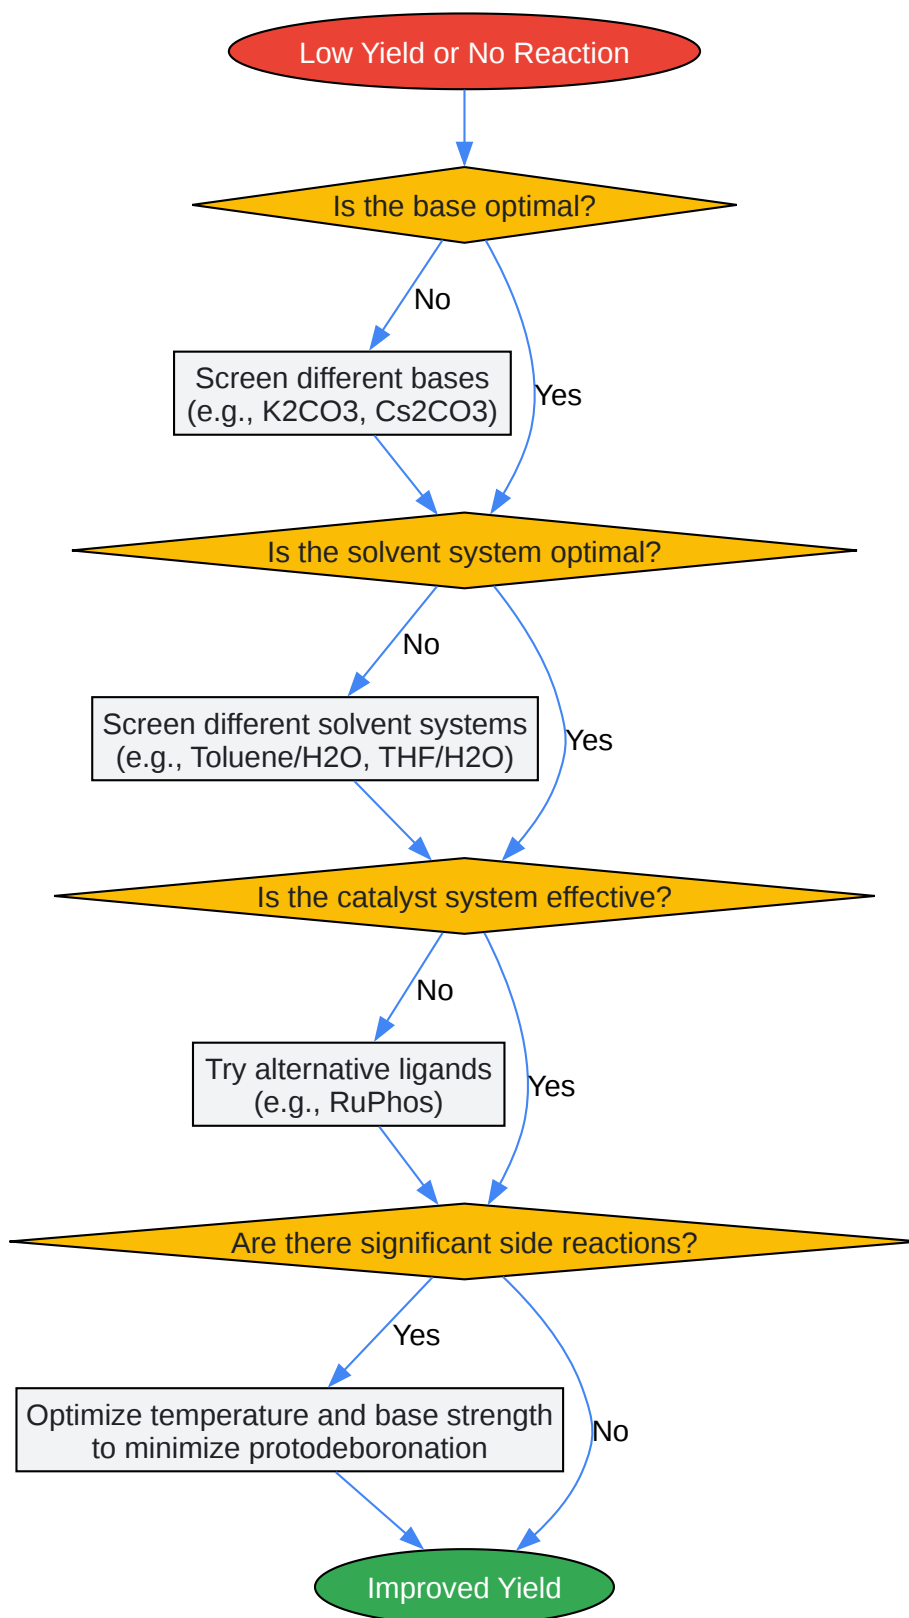 Low Yield or No Reaction
Is the base optimal?
No
Screen different bases
(e.g., K2CO3, Cs2CO3)
Yes
Is the solvent system optimal?
No
Screen different solvent systems
(e.g., Toluene/H2O, THF/H2O)
Yes
Is the catalyst system effective?
No
Try alternative ligands
(e.g., RuPhos)
Yes
Are there significant side reactions?
Yes
Optimize temperature and base strength
to minimize protodeboronation
No
Improved Yield